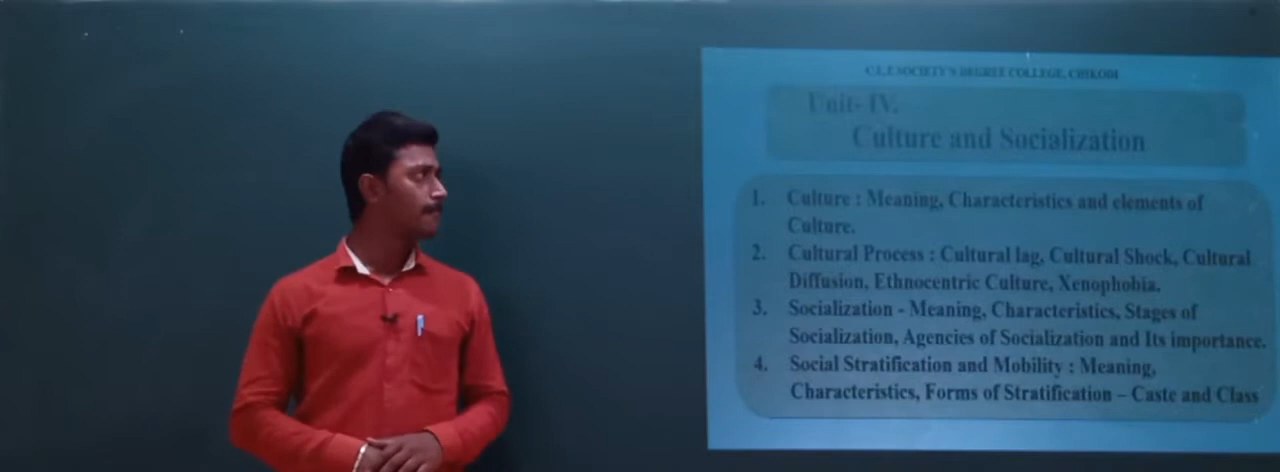 C.L.E SOCIETY'S DEGREE COLLEGE, CHIKODI
Unit- IV.
Culture and Socialization
1. Culture : Meaning, Characteristics and elements of
Culture.
2. Cultural Process : Cultural lag, Cultural Shock, Cultural
Diffusion, Ethnocentric Culture, Xenophobia.
3. Socialization - Meaning, Characteristics, Stages of
Socialization, Agencies of Socialization and Its importance.
4. Social Stratification and Mobility : Meaning,
Characteristics, Forms of Stratification – Caste and Class